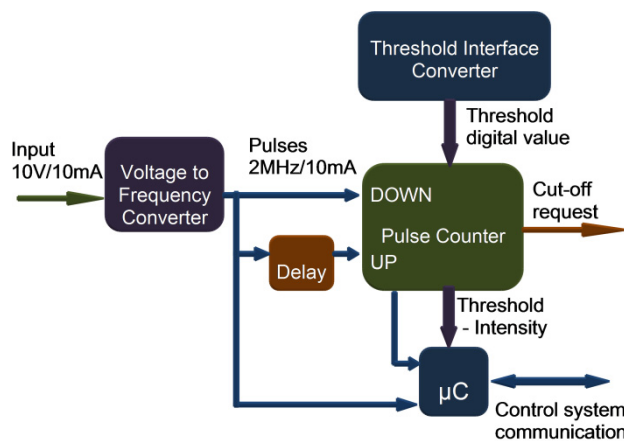 Threshold Interface
Converter
Threshold
digital value
Input
10V/10mA
Voltage to
Frequency
Converter
Pulses
2MHz/10mA
DOWN
Pulse Counter
UP
Cut-off
request
Delay
Threshold
- Intensity
µC
Control system
communication